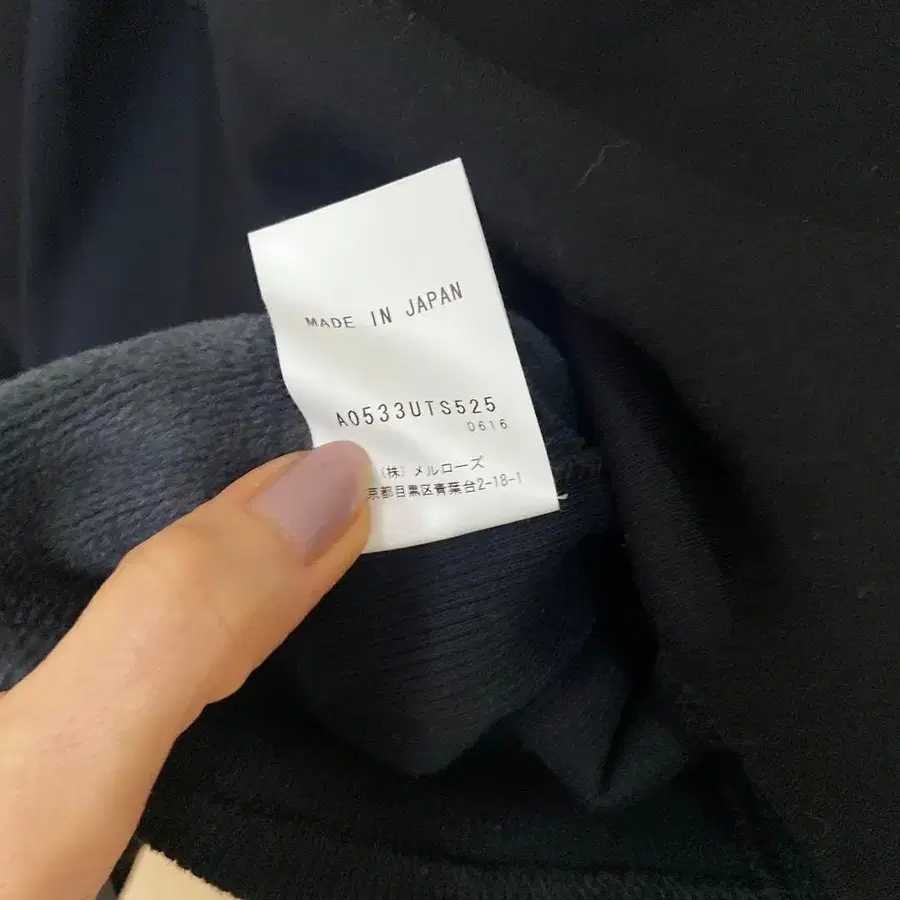 MADE IN JAPAN
A0533UTS525
0616
(株) メルローズ
京都目黒区青葉台2-18-1